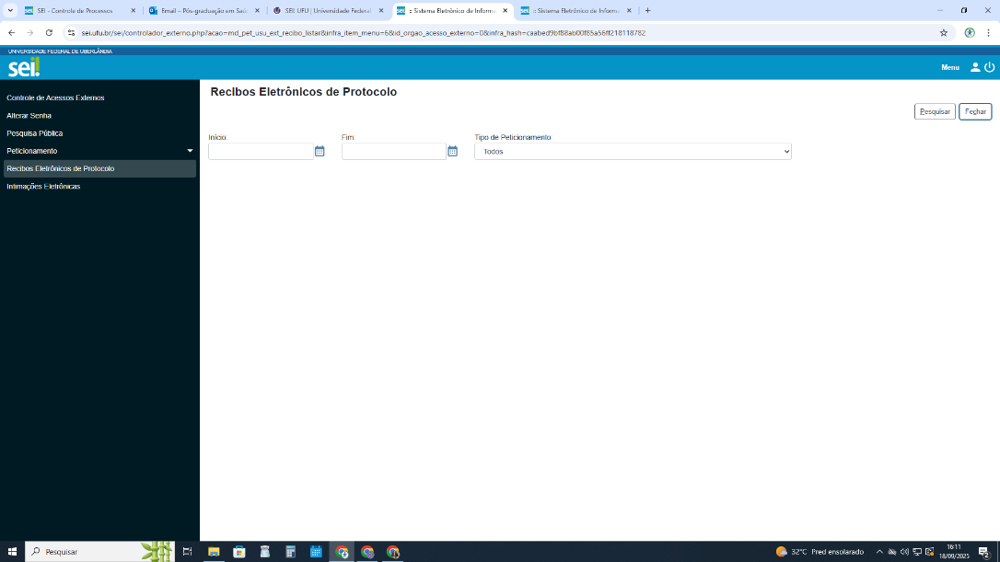 SEI - Controle de Processos
Email – Pós-graduação em Saú
SEI! UFU | Universidade Federal
:: Sistema Eletrônico de Inform
:: Sistema Eletrônico de Inform
sei.ufu.br/sei/controlador_externo.php?acao=md_pet_usu_ext_recibo_listar&infra_item_menu=6&id_orgao_acesso_externo=0&infra_hash=caabed9bf88ab00f85a56ff218118782
UNIVERSIDADE FEDERAL DE UBERLÂNDIA
sei!
Menu
Controle de Acessos Externos
Alterar Senha
Pesquisa Pública
Peticionamento
Recibos Eletrônicos de Protocolo
Intimações Eletrônicas
Recibos Eletrônicos de Protocolo
Pesquisar
Fechar
Início:
Fim:
Tipo de Peticionamento:
Todos
Pesquisar
32°C Pred ensolarado
16:11
18/09/2025
2